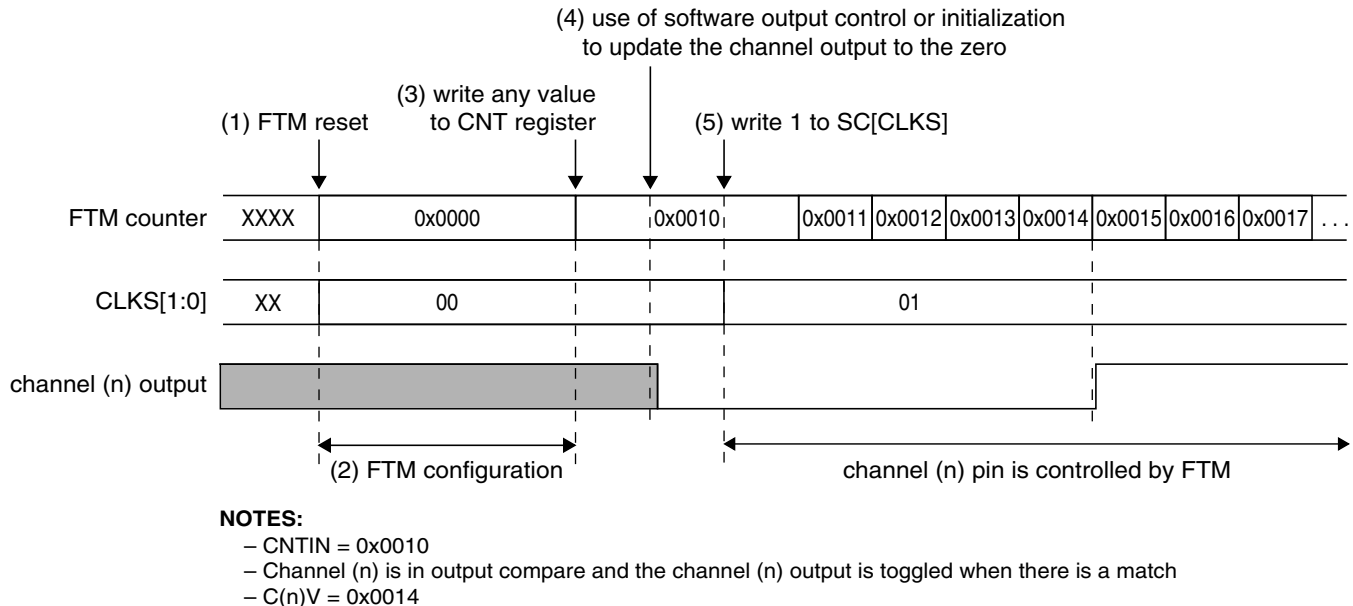 (4) use of software output control or initialization
to update the channel output to the zero
(3) write any value
to CNT register
(1) FTM reset
(5) write 1 to SC[CLKS]
FTM counter XXXX 0x0000 0x0010 0x0011 0x0012 0x0013 0x0014 0x0015 0x0016 0x0017 . . .
CLKS[1:0] XX 00 01
channel (n) output
(2) FTM configuration
channel (n) pin is controlled by FTM
NOTES:
– CNTIN = 0x0010
– Channel (n) is in output compare and the channel (n) output is toggled when there is a match
– C(n)V = 0x0014